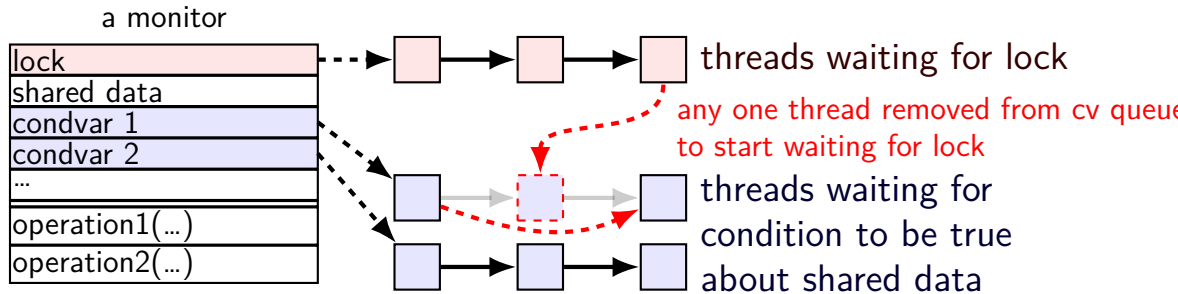 a monitor
lock
shared data
condvar 1
condvar 2
...
operation1(...)
operation2(...)
threads waiting for lock
any one thread removed from cv queue
to start waiting for lock
threads waiting for
condition to be true
about shared data